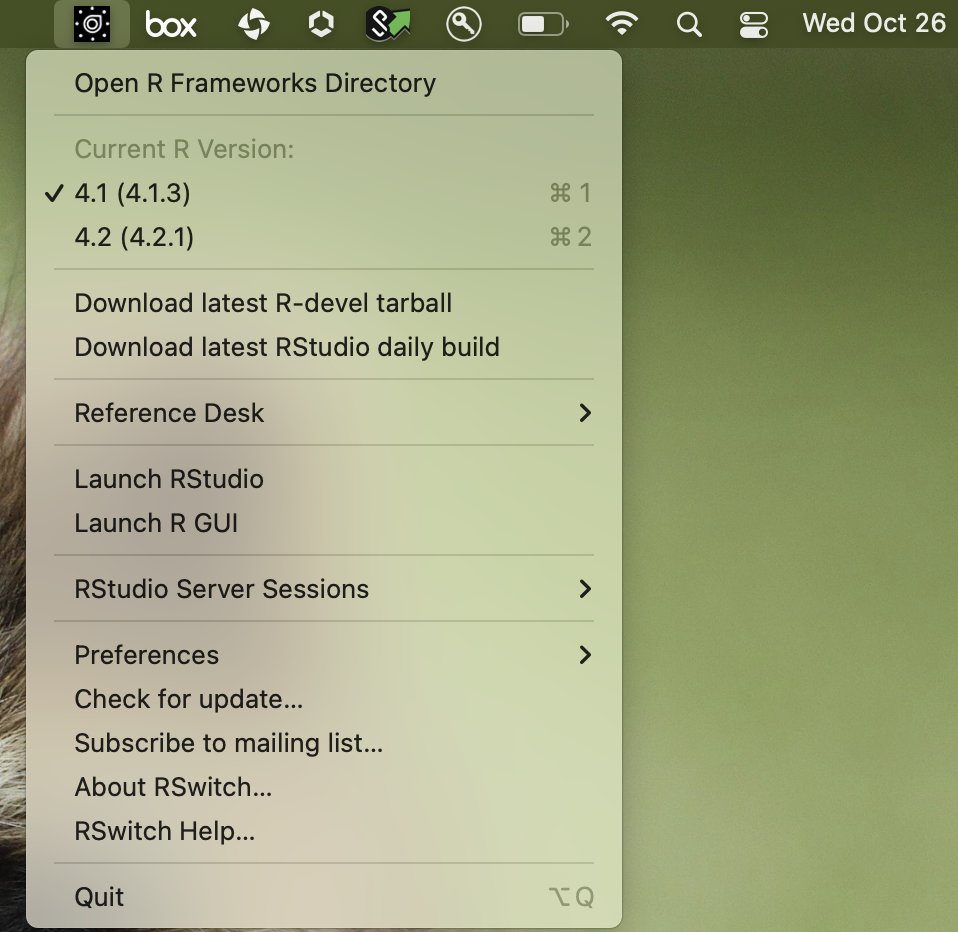 box
Wed Oct 26
Open R Frameworks Directory
Current R Version:
✓ 4.1 (4.1.3) ⌘ 1
4.2 (4.2.1) ⌘ 2
Download latest R-devel tarball
Download latest RStudio daily build
Reference Desk
Launch RStudio
Launch R GUI
RStudio Server Sessions
Preferences
Check for update...
Subscribe to mailing list...
About RSwitch...
RSwitch Help...
Quit ⌥ Q